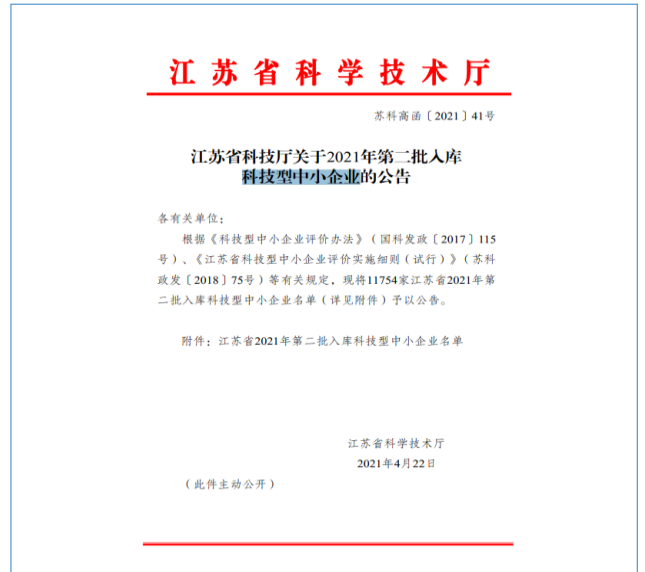 江苏省科学技术厅
苏科高函〔2021〕41号
江苏省科技厅关于2021年第二批入库
科技型中小企业的公告
各有关单位：
根据《科技型中小企业评价办法》（国科发政〔2017〕115
号）、《江苏省科技型中小企业评价实施细则（试行）》（苏科
政发〔2018〕75号）等有关规定，现将11754家江苏省2021年第
二批入库科技型中小企业名单（详见附件）予以公告。
附件：江苏省2021年第二批入库科技型中小企业名单
江苏省科学技术厅
2021年4月22日
（此件主动公开）